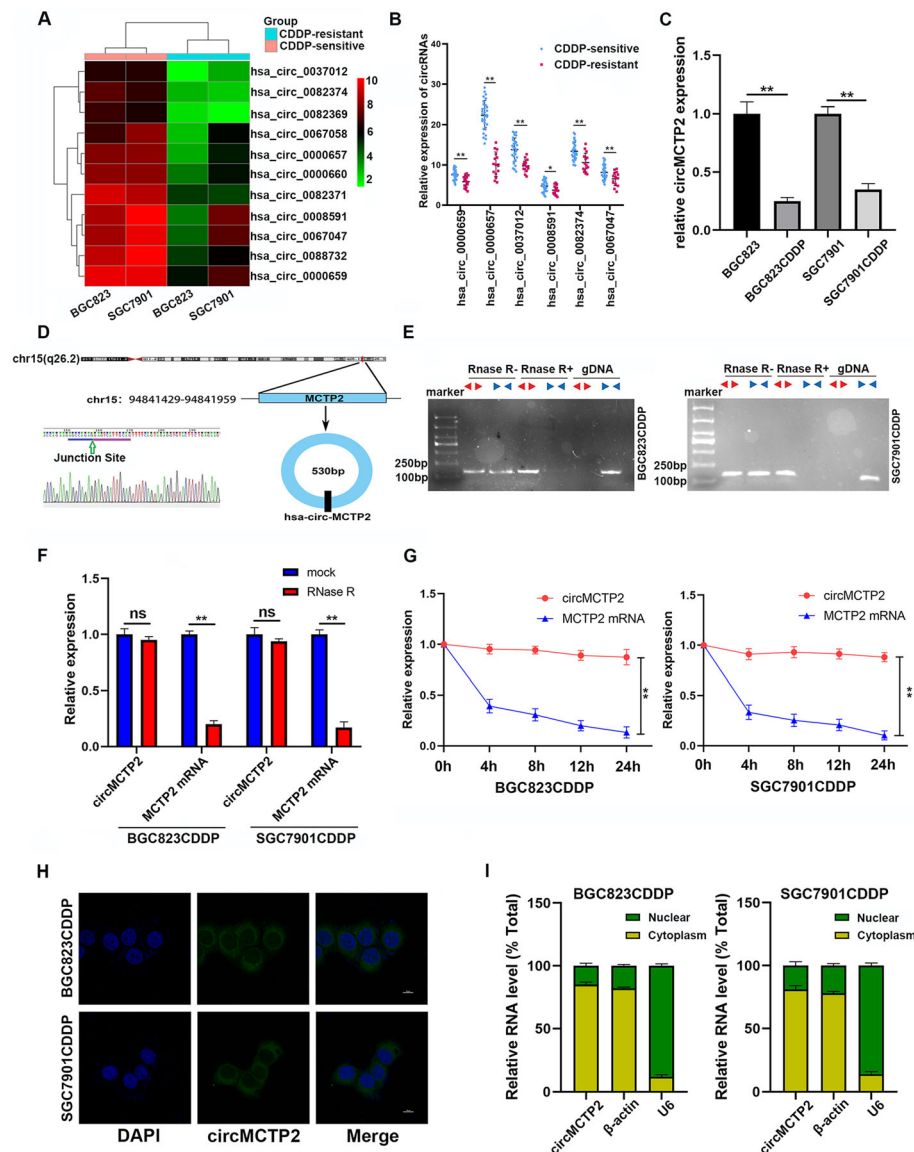 A
Group
CDDP-resistant
CDDP-sensitive
hsa_circ_0037012
hsa_circ_0082374
hsa_circ_0082369
hsa_circ_0067058
hsa_circ_0000657
hsa_circ_0000660
hsa_circ_0082371
hsa_circ_0008591
hsa_circ_0067047
hsa_circ_0088732
hsa_circ_0000659
10
8
6
4
2
BGC823
SGC7901
BGC823
SGC7901
B
Relative expression of circRNAs
CDDP-sensitive
CDDP-resistant
40
30
20
10
0
**
**
**
*
**
**
hsa_circ_0000659
hsa_circ_0000657
hsa_circ_0037012
hsa_circ_0008591
hsa_circ_0082374
hsa_circ_0067047
C
relative circMCTP2 expression
1.5
1.0
0.5
0.0
**
**
BGC823
BGC823CDDP
SGC7901
SGC7901CDDP
D
chr15(q26.2)
chr15: 94841429-94841959
MCTP2
Junction Site
530bp
hsa-circ-MCTP2
E
Rnase R- Rnase R+ gDNA
marker
250bp
100bp
BGC823CDDP
Rnase R- Rnase R+ gDNA
marker
250bp
100bp
SGC7901CDDP
F
Relative expression
mock
RNase R
1.5
1.0
0.5
0.0
ns
**
ns
**
circMCTP2
MCTP2 mRNA
circMCTP2
MCTP2 mRNA
BGC823CDDP
SGC7901CDDP
G
Relative expression
circMCTP2
MCTP2 mRNA
1.5
1.0
0.5
0.0
**
0h 4h 8h 12h 24h
BGC823CDDP
Relative expression
circMCTP2
MCTP2 mRNA
1.5
1.0
0.5
0.0
**
0h 4h 8h 12h 24h
SGC7901CDDP
H
BGC823CDDP
SGC7901CDDP
DAPI
circMCTP2
Merge
I
BGC823CDDP
Relative RNA level (% Total)
Nuclear
Cytoplasm
150
100
50
0
circMCTP2
β-actin
U6
SGC7901CDDP
Relative RNA level (% Total)
Nuclear
Cytoplasm
150
100
50
0
circMCTP2
β-actin
U6